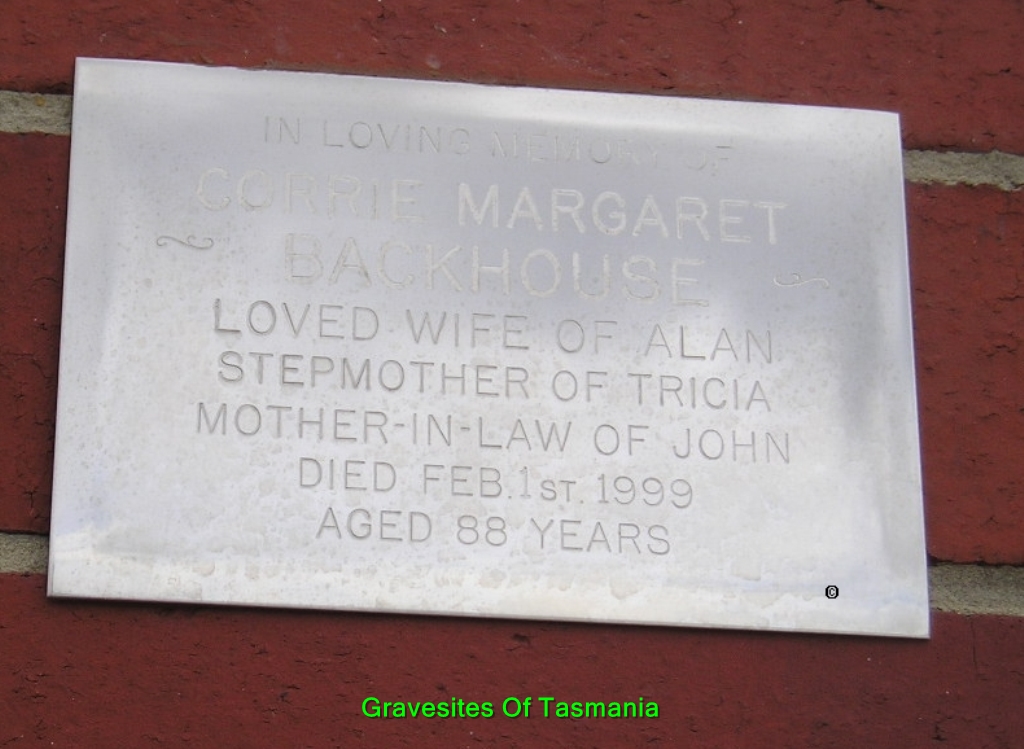 IN LOVING MEMORY OF
CORRIE MARGARET
BACKHOUSE
LOVED WIFE OF ALAN
STEPMOTHER OF TRICIA
MOTHER-IN-LAW OF JOHN
DIED FEB.1ST. 1999
AGED 88 YEARS
©
Gravesites Of Tasmania